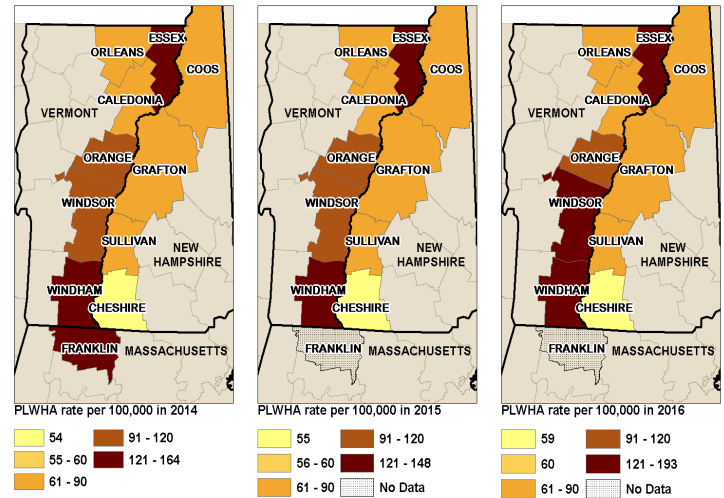 ESSEX
ORLEANS
COOS
CALEDONIA
VERMONT
ORANGE
GRAFTON
WINDSOR
SULLIVAN
NEW
HAMPSHIRE
WINDHAM
CHESHIRE
FRANKLIN MASSACHUSETTS
PLWHA rate per 100,000 in 2014
54
91 - 120
55 - 60
121 - 164
61 - 90
ESSEX
ORLEANS
COOS
CALEDONIA
VERMONT
ORANGE
GRAFTON
WINDSOR
SULLIVAN
NEW
HAMPSHIRE
WINDHAM
CHESHIRE
FRANKLIN MASSACHUSETTS
PLWHA rate per 100,000 in 2015
55
91 - 120
56 - 60
121 - 148
61 - 90
No Data
ESSEX
ORLEANS
COOS
CALEDONIA
VERMONT
ORANGE
GRAFTON
WINDSOR
SULLIVAN
NEW
HAMPSHIRE
WINDHAM
CHESHIRE
FRANKLIN MASSACHUSETTS
PLWHA rate per 100,000 in 2016
59
91 - 120
60
121 - 193
61 - 90
No Data